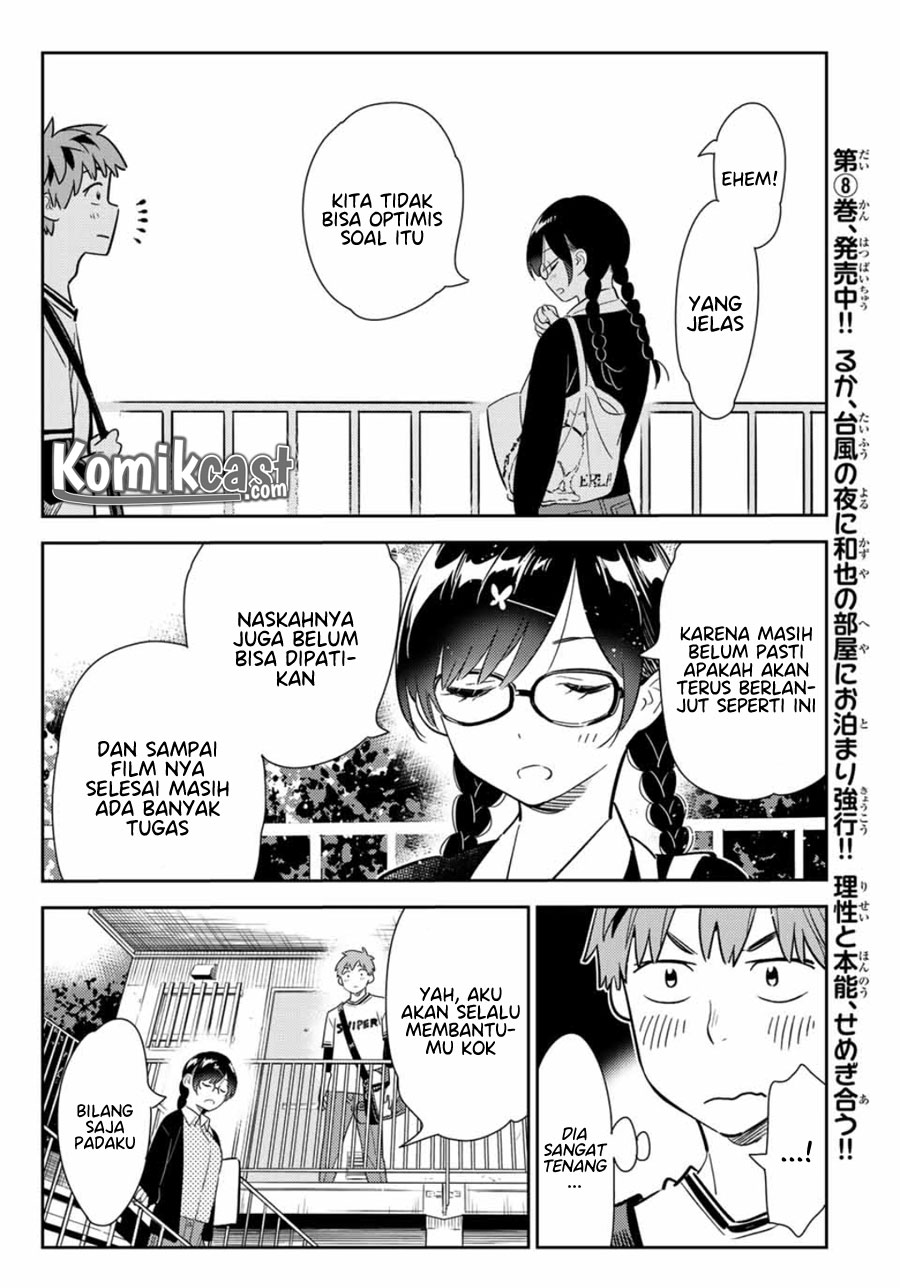 EHEM!
YANG
JELAS
KITA TIDAK
BISA OPTIMIS
SOAL ITU
ERLA
Komikcast
.com
KARENA MASIH
BELUM PASTI
APAKAH AKAN
TERUS BERLAN-
JUT SEPERTI INI
NASKAHNYA
JUGA BELUM
BISA DIPATI-
KAN
DAN SAMPAI
FILM NYA
SELESAI MASIH
ADA BANYAK
TUGAS
...!
DIA
SANGAT
TENANG
...
YAH, AKU
AKAN SELALU
MEMBANTU-
MU KOK
SNIPER
BILANG
SAJA
PADAKU
第⑧巻、発売中!! るか、台風の夜に和也の部屋にお泊まり強行!! 理性と本能、せめぎ合う!!